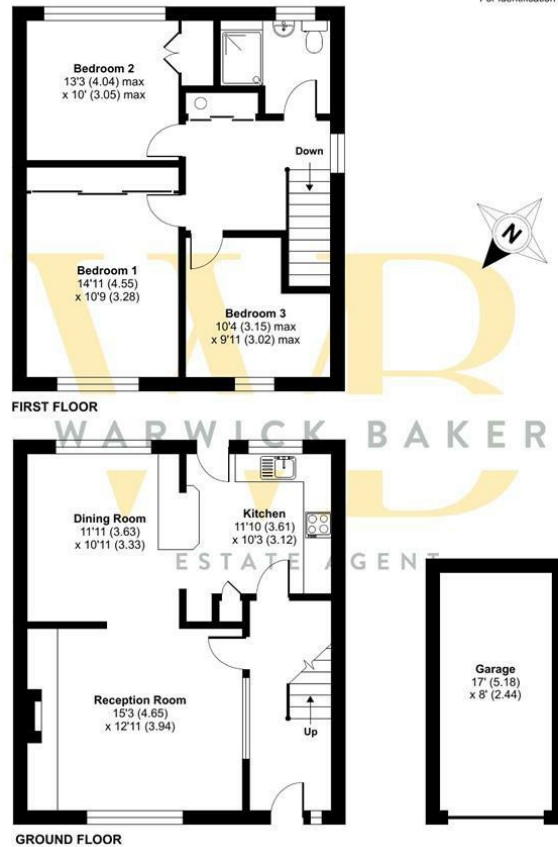 For identification
Bedroom 2
13'3 (4.04) max
x 10' (3.05) max
Down
N
Bedroom 1
14'11 (4.55)
x 10'9 (3.28)
Bedroom 3
10'4 (3.15) max
x 9'11 (3.02) max
FIRST FLOOR
WB
WARWICK BAKER
ESTATE AGENT
Dining Room
11'11 (3.63)
x 10'11 (3.33)
Kitchen
11'10 (3.61)
x 10'3 (3.12)
Reception Room
15'3 (4.65)
x 12'11 (3.94)
Up
Garage
17' (5.18)
x 8' (2.44)
GROUND FLOOR